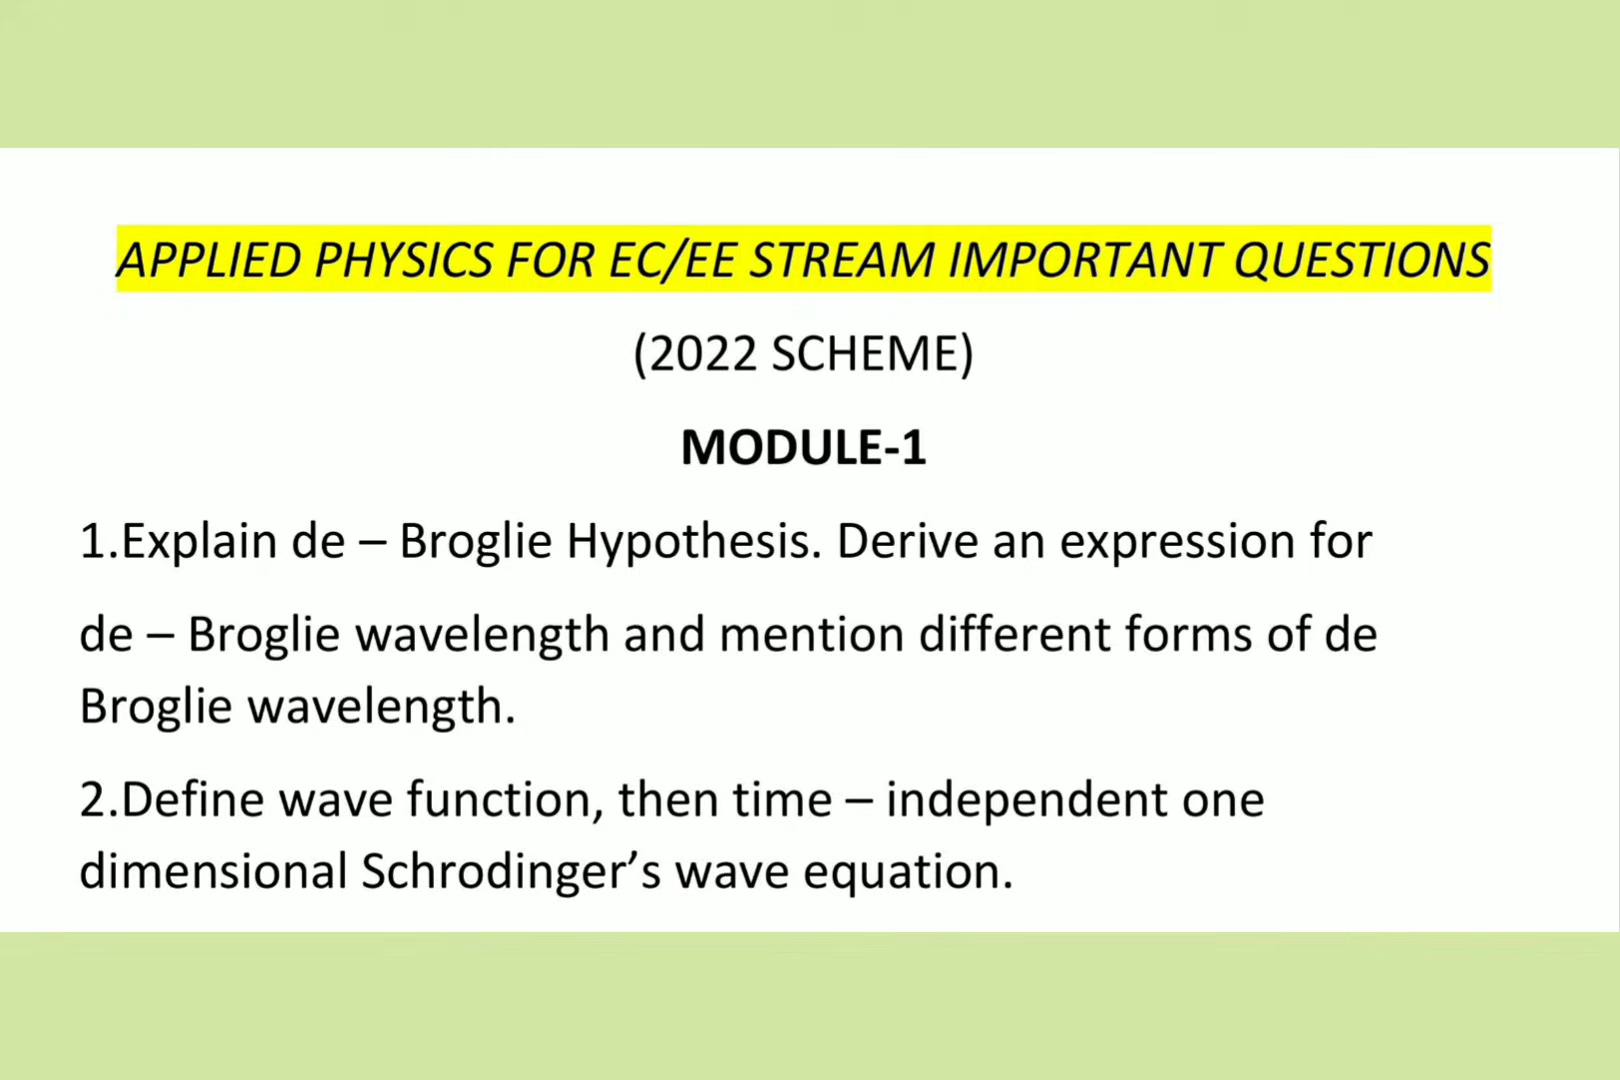 APPLIED PHYSICS FOR EC/EE STREAM IMPORTANT QUESTIONS
(2022 SCHEME)
MODULE-1
1.Explain de – Broglie Hypothesis. Derive an expression for
de – Broglie wavelength and mention different forms of de
Broglie wavelength.
2.Define wave function, then time – independent one
dimensional Schrodinger’s wave equation.